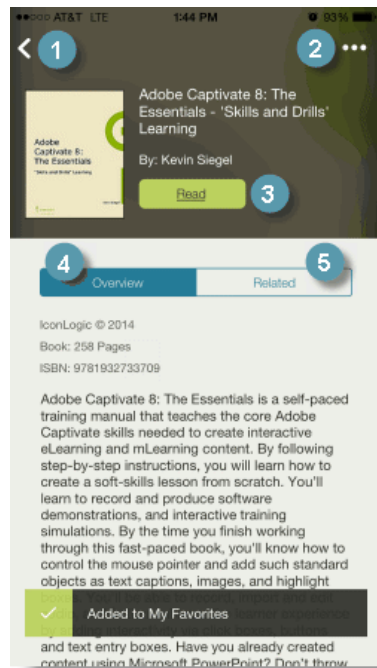 AT&T LTE 1:44 PM 93%
1
2
Adobe Captivate 8: The
Essentials - 'Skills and Drills'
Learning
By: Kevin Siegel
Read
3
Adobe
Captivate 8:
The Essentials
"Skills and Drills" Learning
4
5
Overview
Related
IconLogic © 2014
Book: 258 Pages
ISBN: 9781932733709
Adobe Captivate 8: The Essentials is a self-paced
training manual that teaches the core Adobe
Captivate skills needed to create interactive
eLearning and mLearning content. By following
step-by-step instructions, you will learn how to
create a soft-skills lesson from scratch. You'll
learn to record and produce software
demonstrations, and interactive training
simulations. By the time you finish working
through this fast-paced book, you'll know how to
control the mouse pointer and add such standard
objects as text captions, images, and highlight
Added to My Favorites
and text entry boxes. Have you already created
content using Microsoft PowerPoint? Don't throw